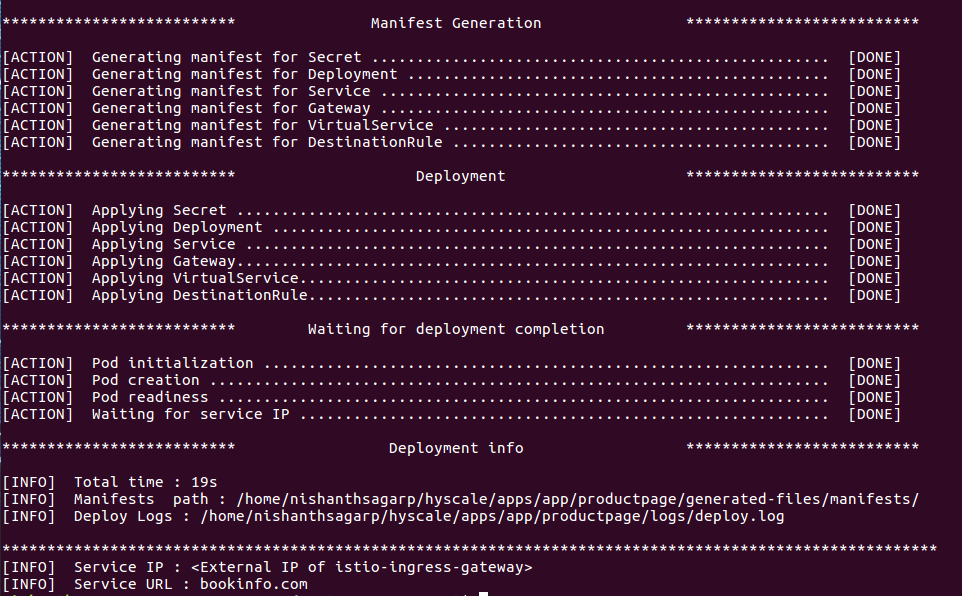 ************************** Manifest Generation **************************
[ACTION] Generating manifest for Secret ................................................... [DONE]
[ACTION] Generating manifest for Deployment ............................................... [DONE]
[ACTION] Generating manifest for Service .................................................. [DONE]
[ACTION] Generating manifest for Gateway .................................................. [DONE]
[ACTION] Generating manifest for VirtualService ........................................... [DONE]
[ACTION] Generating manifest for DestinationRule .......................................... [DONE]
************************** Deployment **************************
[ACTION] Applying Secret .................................................................. [DONE]
[ACTION] Applying Deployment .............................................................. [DONE]
[ACTION] Applying Service ................................................................. [DONE]
[ACTION] Applying Gateway.................................................................. [DONE]
[ACTION] Applying VirtualService........................................................... [DONE]
[ACTION] Applying DestinationRule.......................................................... [DONE]
************************** Waiting for deployment completion **************************
[ACTION] Pod initialization ............................................................... [DONE]
[ACTION] Pod creation ..................................................................... [DONE]
[ACTION] Pod readiness .................................................................... [DONE]
[ACTION] Waiting for service IP ........................................................... [DONE]
************************** Deployment info **************************
[INFO] Total time : 19s
[INFO] Manifests path : /home/nishanthsagarp/hyscale/apps/app/productpage/generated-files/manifests/
[INFO] Deploy Logs : /home/nishanthsagarp/hyscale/apps/app/productpage/logs/deploy.log
********************************************************************************************************
[INFO] Service IP : <External IP of istio-ingress-gateway>
[INFO] Service URL : bookinfo.com